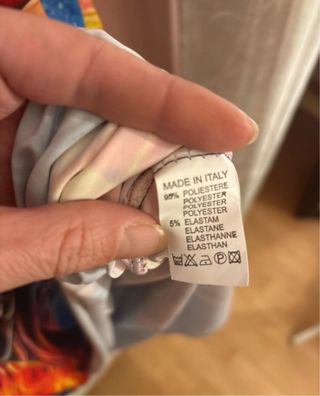 MADE IN ITALY
95% POLIESTERE
POLYESTER
POLYESTER
POLYESTER
5% ELASTAM
ELASTANE
ELASTHANNE
ELASTHAN